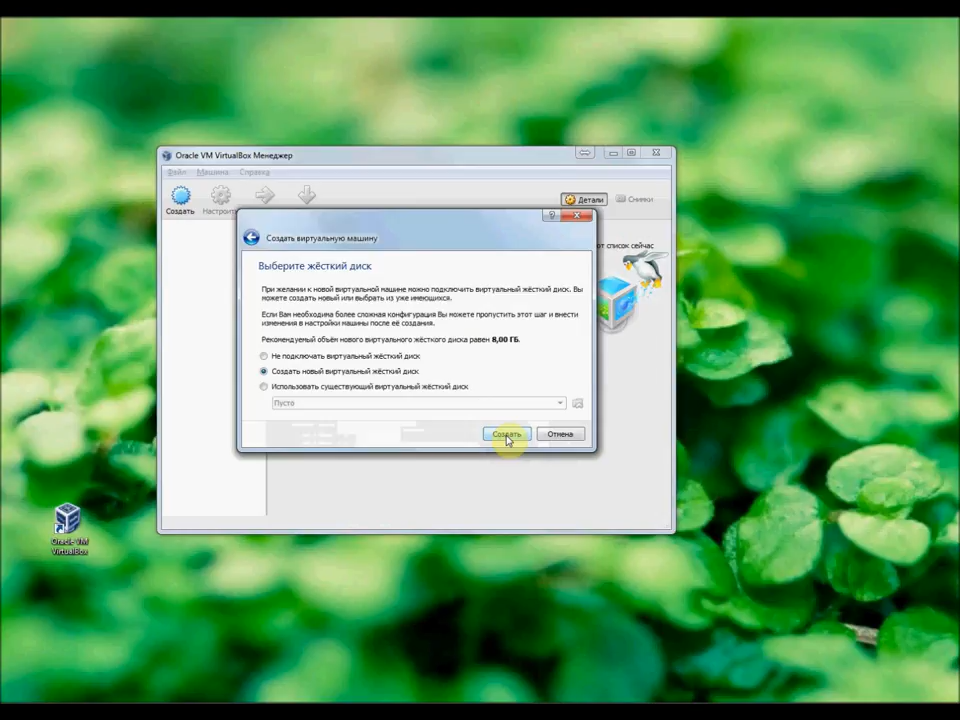 Oracle VM VirtualBox Менеджер
Файл Машина Справка
Создать
Детали
Снимки
от список сейчас
Создать виртуальную машину
Выберите жёсткий диск
При желании к новой виртуальной машине можно подключить виртуальный жёсткий диск. Вы
можете создать новый или выбрать из уже имеющихся.
Если Вам необходима более сложная конфигурация Вы можете пропустить этот шаг и внести
изменения в настройки машины после её создания.
Рекомендуемый объём нового виртуального жёсткого диска равен 8,00 ГБ.
Не подключать виртуальный жёсткий диск
Создать новый виртуальный жёсткий диск
Использовать существующий виртуальный жёсткий диск
Пусто
Создать
Отмена
Oracle VM
VirtualBox